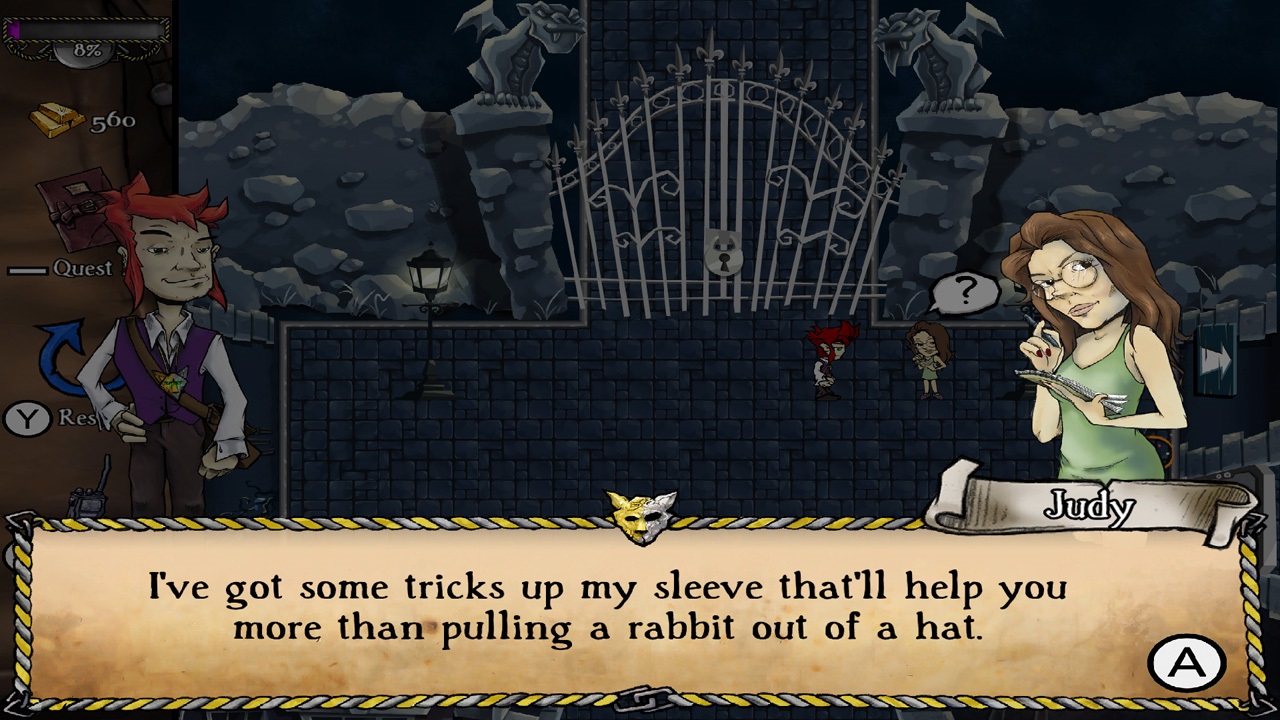 8%
560
Quest
?
Y Res
Judy
I've got some tricks up my sleeve that'll help you
more than pulling a rabbit out of a hat.
A